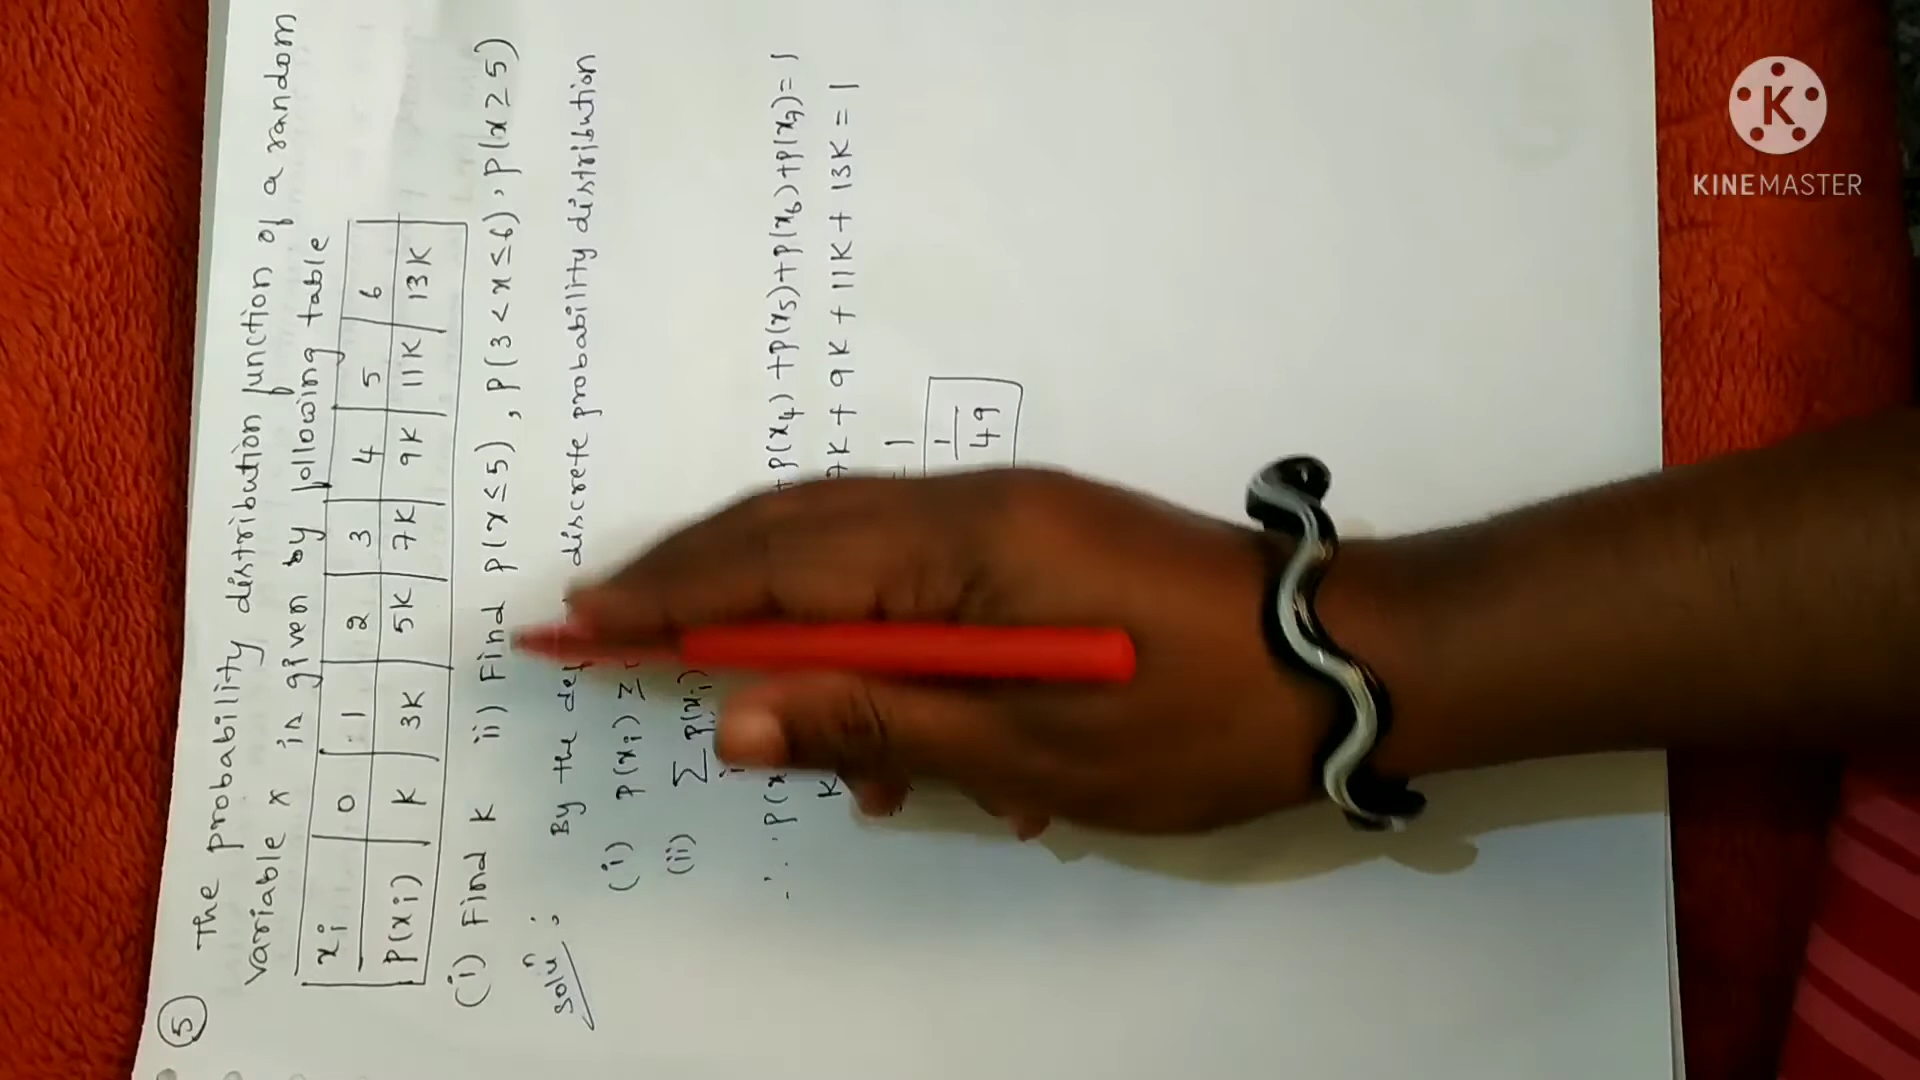 5 The probability distribution function of a random
variable x is given by following table
xi | 0 | 1 | 2 | 3 | 4 | 5 | 6
P(xi) | K | 3K | 5K | 7K | 9K | 11K | 13K
(i) Find K ii) Find P(x≤5), P(3<x≤6), P(x≥5)
Soluⁿ: By the discrete probability distribution
(i) P(xi) ≥
(ii) ∑ P(xi)
∴ P(x P(x4)+P(x5)+P(x6)+P(x7)=1
K 7K+9K+11K+13K=1
1
1/49
KINEMASTER